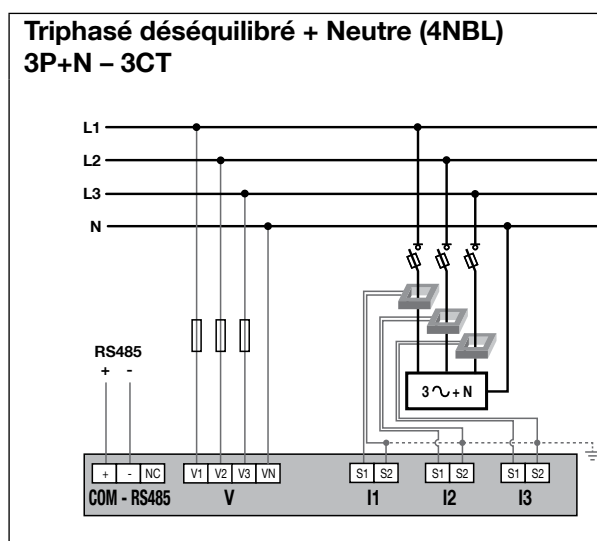 Triphasé déséquilibré + Neutre (4NBL)
3P+N – 3CT
L1
L2
L3
N
RS485
+ -
3 ∿ + N
+ - NC V1 V2 V3 VN S1 S2 S1 S2 S1 S2
COM - RS485 V I1 I2 I3